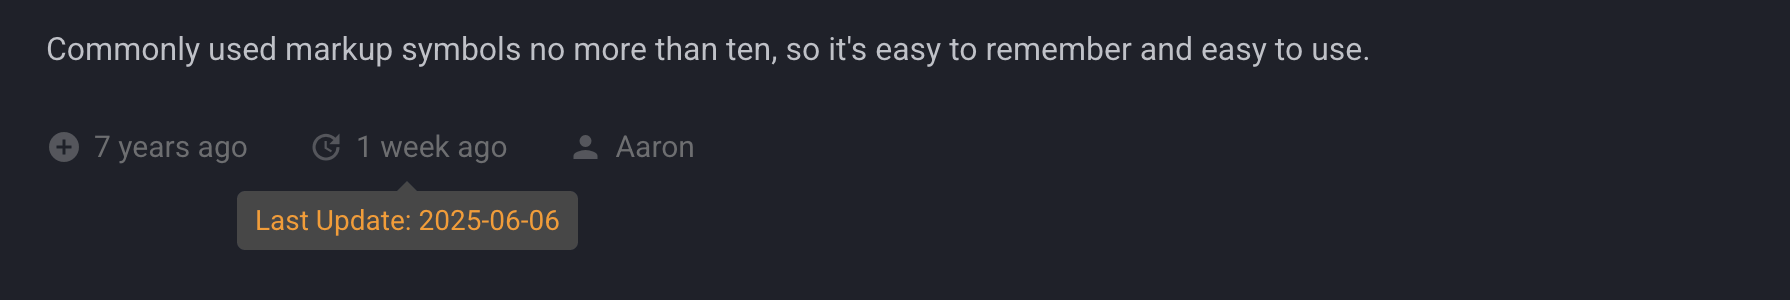 Commonly used markup symbols no more than ten, so it's easy to remember and easy to use.
7 years ago 1 week ago Aaron
Last Update: 2025-06-06